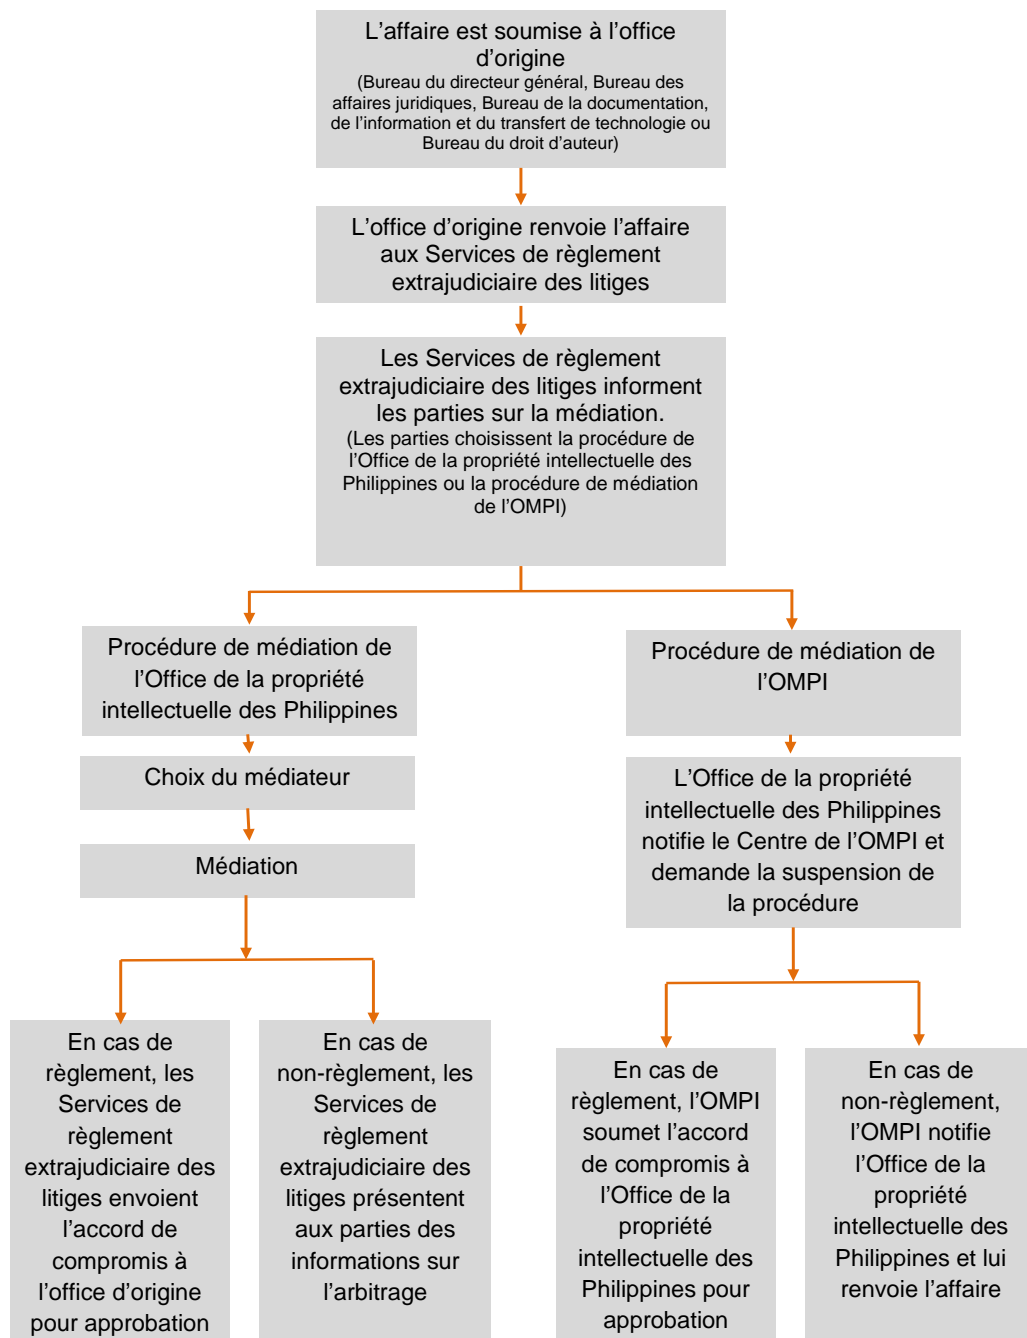 L’affaire est soumise à l’office
d’origine
(Bureau du directeur général, Bureau des
affaires juridiques, Bureau de la documentation,
de l’information et du transfert de technologie ou
Bureau du droit d’auteur)
L’office d’origine renvoie l’affaire
aux Services de règlement
extrajudiciaire des litiges
Les Services de règlement
extrajudiciaire des litiges informent
les parties sur la médiation.
(Les parties choisissent la procédure de
l’Office de la propriété intellectuelle des
Philippines ou la procédure de médiation
de l’OMPI)
Procédure de médiation de
l’Office de la propriété
intellectuelle des Philippines
Choix du médiateur
Médiation
Procédure de médiation de
l’OMPI
L’Office de la propriété
intellectuelle des Philippines
notifie le Centre de l’OMPI et
demande la suspension de
la procédure
En cas de
règlement, les
Services de
règlement
extrajudiciaire des
litiges envoient
l’accord de
compromis à
l’office d’origine
pour approbation
En cas de
non-règlement, les
Services de
règlement
extrajudiciaire des
litiges présentent
aux parties des
informations sur
l’arbitrage
En cas de
règlement, l’OMPI
soumet l’accord
de compromis à
l’Office de la
propriété
intellectuelle des
Philippines pour
approbation
En cas de
non-règlement,
l’OMPI notifie
l’Office de la
propriété
intellectuelle des
Philippines et lui
renvoie l’affaire